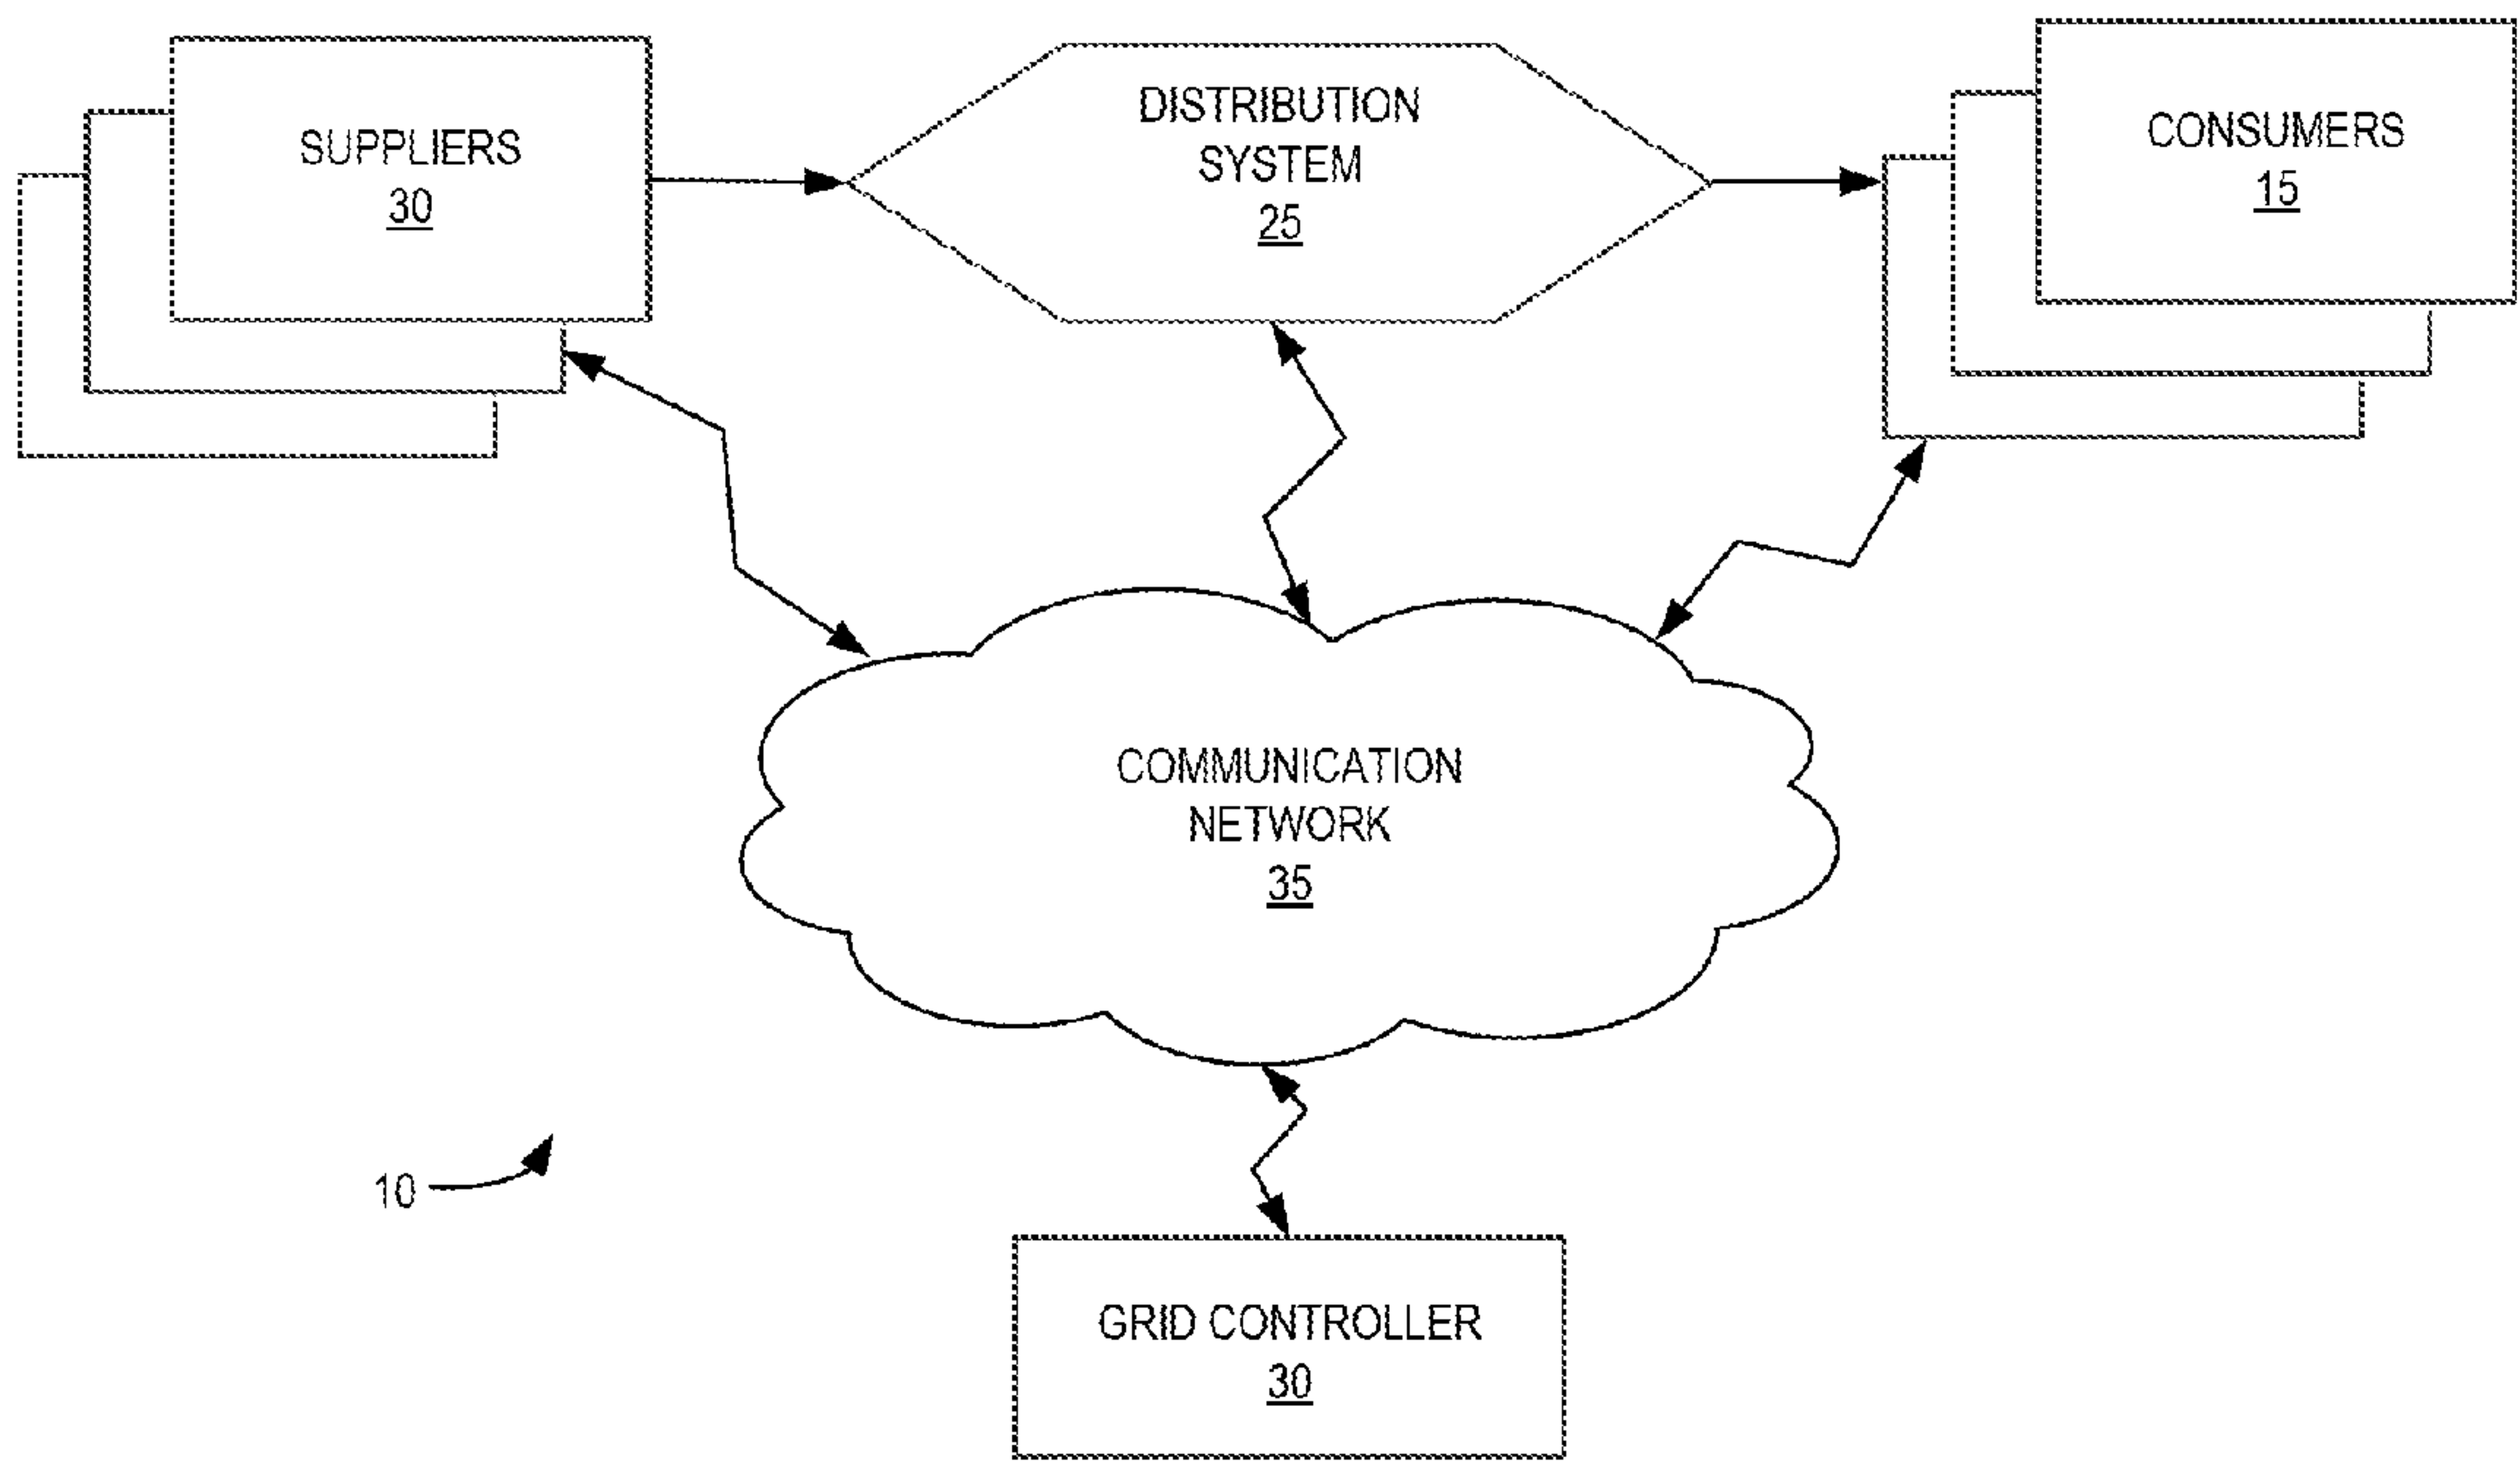 SUPPLIERS
30
DISTRIBUTION
SYSTEM
25
CONSUMERS
15
COMMUNICATION
NETWORK
35
10
GRID CONTROLLER
30